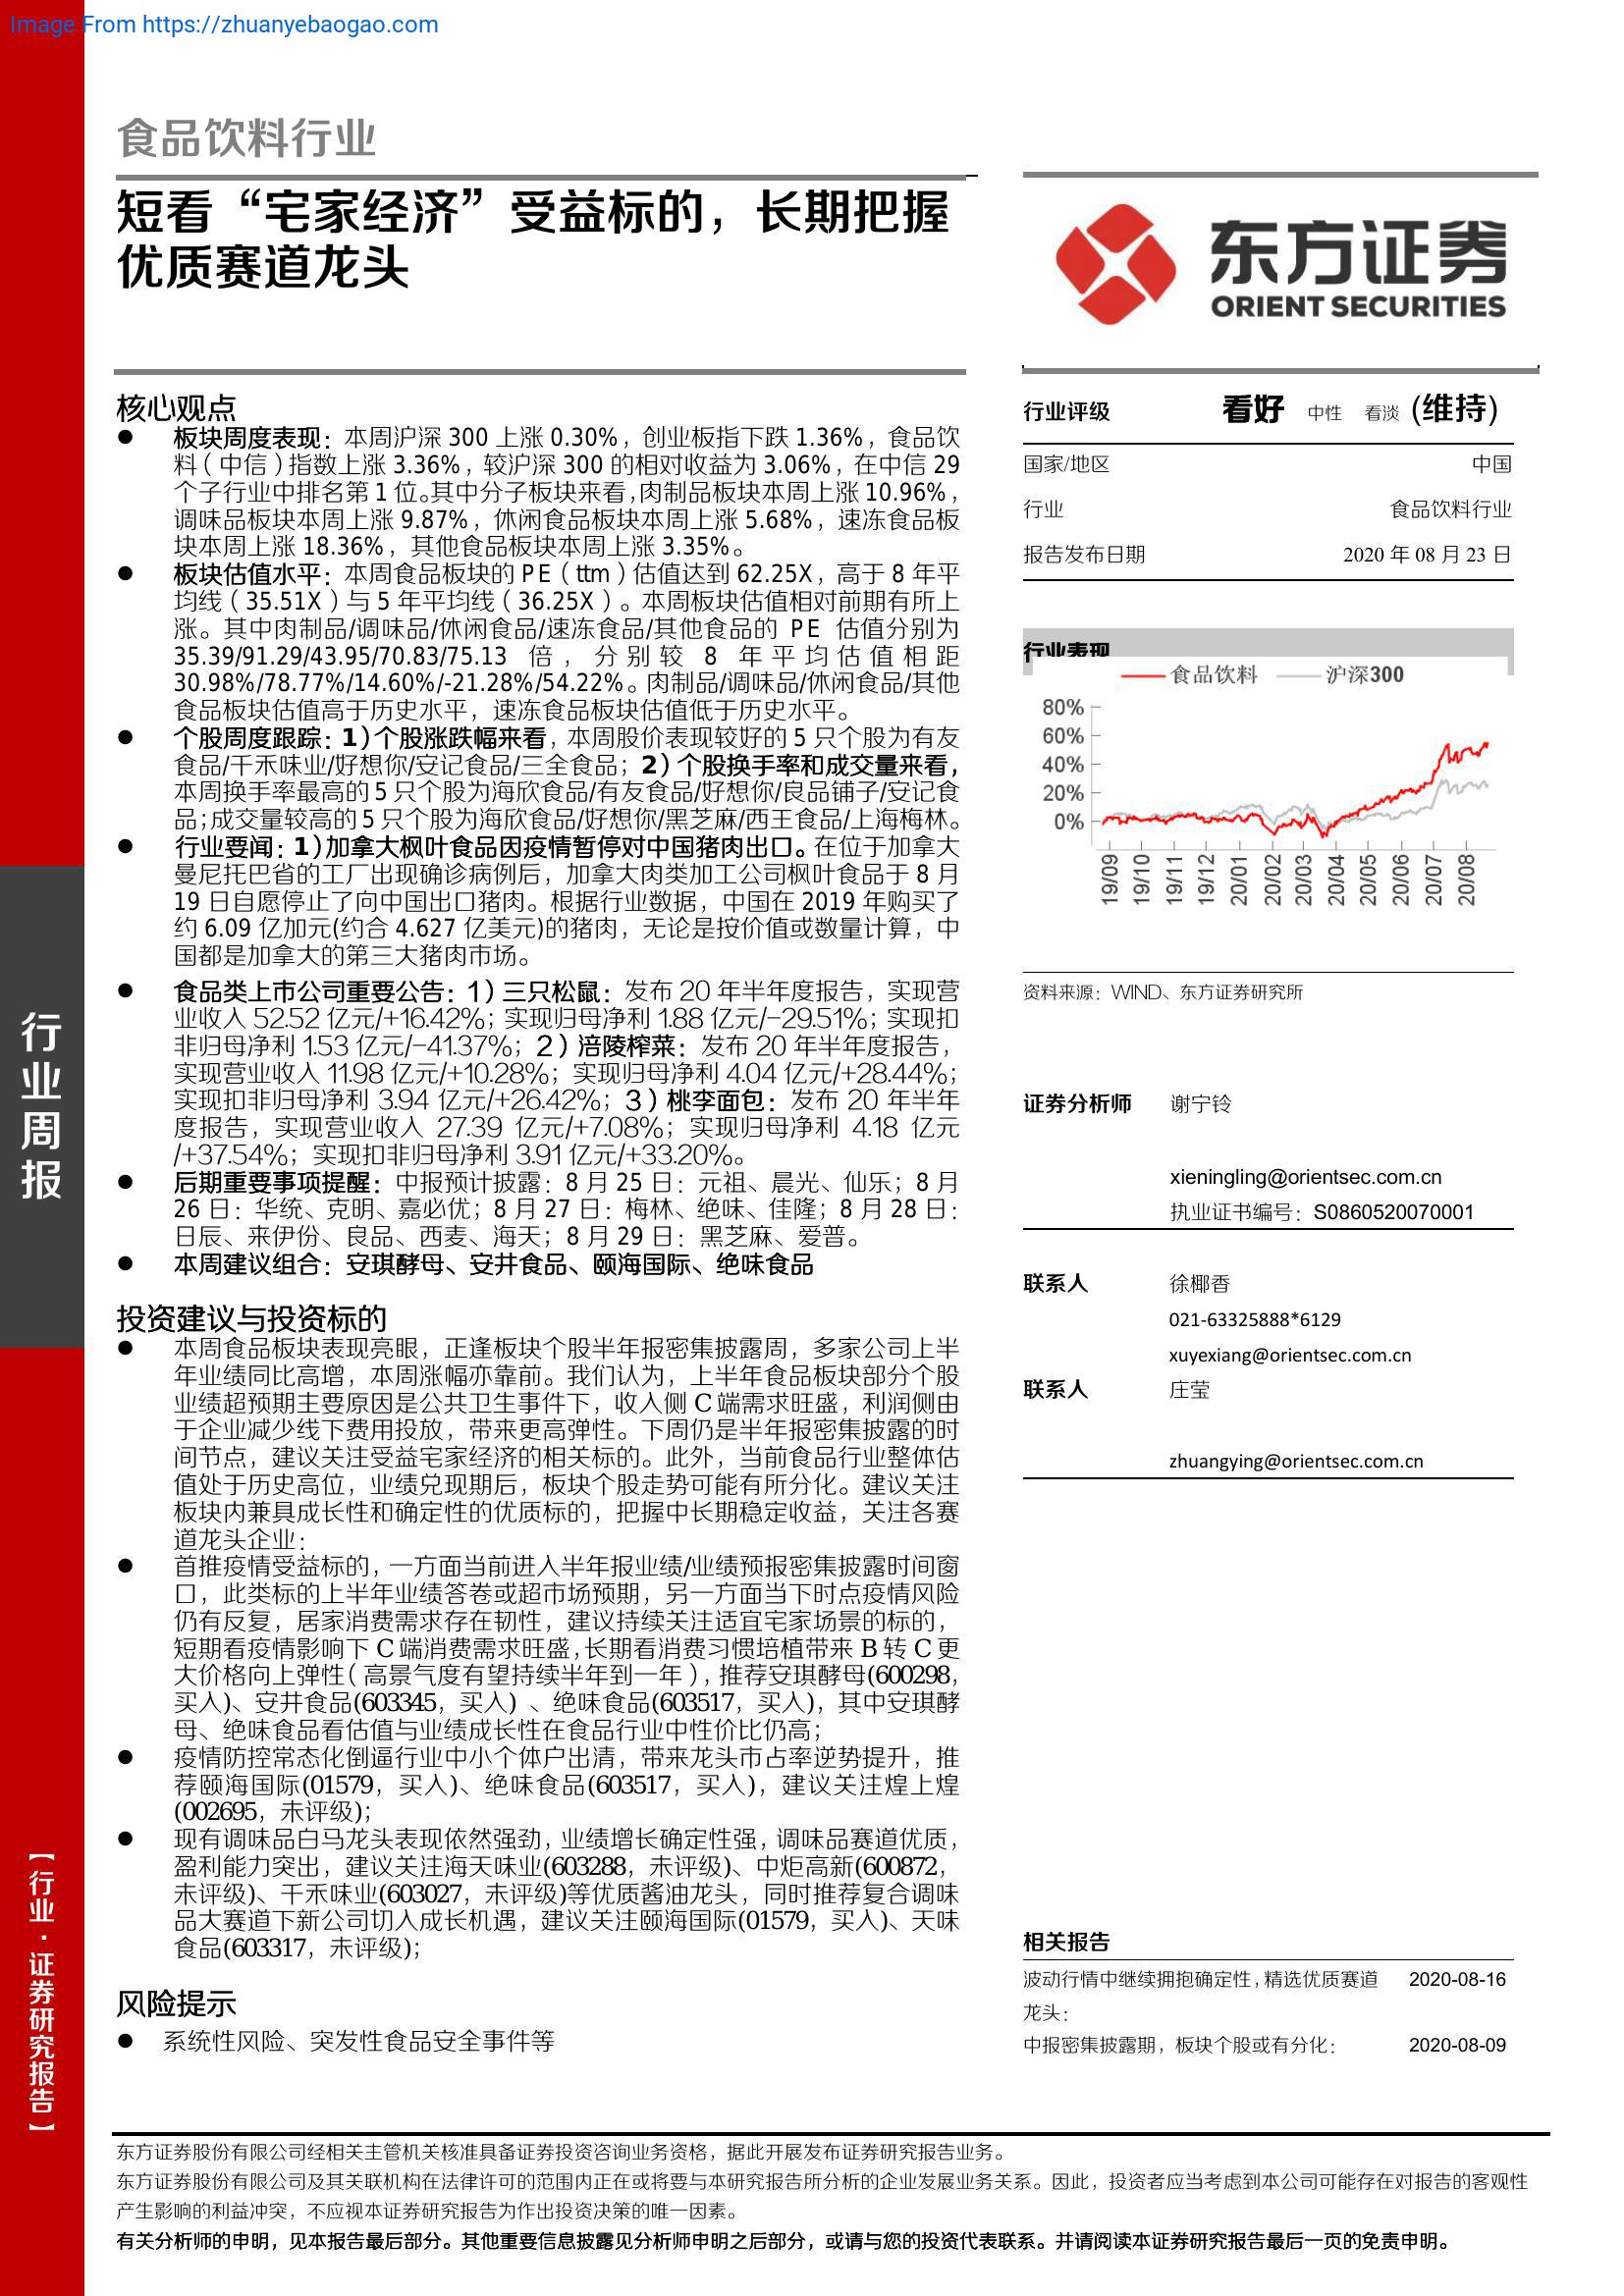 Image From https://zhuanyebaogao.com
食品饮料行业
短看“宅家经济”受益标的，长期把握
优质赛道龙头
东方证券
ORIENT SECURITIES
核心观点
● 板块周度表现：本周沪深 300 上涨 0.30%，创业板指下跌 1.36%，食品饮
料（中信）指数上涨 3.36%，较沪深 300 的相对收益为 3.06%，在中信 29
个子行业中排名第 1 位。其中分子板块来看，肉制品板块本周上涨 10.96%，
调味品板块本周上涨 9.87%，休闲食品板块本周上涨 5.68%，速冻食品板
块本周上涨 18.36%，其他食品板块本周上涨 3.35%。
● 板块估值水平：本周食品板块的 PE（ttm）估值达到 62.25X，高于 8 年平
均线（35.51X）与 5 年平均线（36.25X）。本周板块估值相对前期有所上
涨。其中肉制品/调味品/休闲食品/速冻食品/其他食品的 PE 估值分别为
35.39/91.29/43.95/70.83/75.13 倍，分别较 8 年平均估值相距
30.98%/78.77%/14.60%/-21.28%/54.22%。肉制品/调味品/休闲食品/其他
食品板块估值高于历史水平，速冻食品板块估值低于历史水平。
● 个股周度跟踪：1）个股涨跌幅来看，本周股价表现较好的 5 只个股为有友
食品/千禾味业/好想你/安记食品/三全食品；2）个股换手率和成交量来看，
本周换手率最高的 5 只个股为海欣食品/有友食品/好想你/良品铺子/安记食
品；成交量较高的 5 只个股为海欣食品/好想你/黑芝麻/西王食品/上海梅林。
● 行业要闻：1）加拿大枫叶食品因疫情暂停对中国猪肉出口。在位于加拿大
曼尼托巴省的工厂出现确诊病例后，加拿大肉类加工公司枫叶食品于 8 月
19 日自愿停止了向中国出口猪肉。根据行业数据，中国在 2019 年购买了
约 6.09 亿加元(约合 4.627 亿美元)的猪肉，无论是按价值或数量计算，中
国都是加拿大的第三大猪肉市场。
● 食品类上市公司重要公告：1）三只松鼠：发布 20 年半年度报告，实现营
业收入 52.52 亿元/+16.42%；实现归母净利 1.88 亿元/-29.51%；实现扣
非归母净利 1.53 亿元/-41.37%；2）涪陵榨菜：发布 20 年半年度报告，
实现营业收入 11.98 亿元/+10.28%；实现归母净利 4.04 亿元/+28.44%；
实现扣非归母净利 3.94 亿元/+26.42%；3）桃李面包：发布 20 年半年
度报告，实现营业收入 27.39 亿元/+7.08%；实现归母净利 4.18 亿元
/+37.54%；实现扣非归母净利 3.91 亿元/+33.20%。
● 后期重要事项提醒：中报预计披露：8 月 25 日：元祖、晨光、仙乐；8 月
26 日：华统、克明、嘉必优；8 月 27 日：梅林、绝味、佳隆；8 月 28 日：
日辰、来伊份、良品、西麦、海天；8 月 29 日：黑芝麻、爱普。
● 本周建议组合：安琪酵母、安井食品、颐海国际、绝味食品
投资建议与投资标的
● 本周食品板块表现亮眼，正逢板块个股半年报密集披露周，多家公司上半
年业绩同比高增，本周涨幅亦靠前。我们认为，上半年食品板块部分个股
业绩超预期主要原因是公共卫生事件下，收入侧 C 端需求旺盛，利润侧由
于企业减少线下费用投放，带来更高弹性。下周仍是半年报密集披露的时
间节点，建议关注受益宅家经济的相关标的。此外，当前食品行业整体估
值处于历史高位，业绩兑现期后，板块个股走势可能有所分化。建议关注
板块内兼具成长性和确定性的优质标的，把握中长期稳定收益，关注各赛
道龙头企业：
● 首推疫情受益标的，一方面当前进入半年报业绩/业绩预报密集披露时间窗
口，此类标的上半年业绩答卷或超市场预期，另一方面当下时点疫情风险
仍有反复，居家消费需求存在韧性，建议持续关注适宜宅家场景的标的，
短期看疫情影响下 C 端消费需求旺盛，长期看消费习惯培植带来 B 转 C 更
大价格向上弹性（高景气度有望持续半年到一年），推荐安琪酵母(600298，
买入)、安井食品(603345，买入) 、绝味食品(603517，买入)，其中安琪酵
母、绝味食品看估值与业绩成长性在食品行业中性价比仍高；
● 疫情防控常态化倒逼行业中小个体户出清，带来龙头市占率逆势提升，推
荐颐海国际(01579，买入)、绝味食品(603517，买入)，建议关注煌上煌
(002695，未评级)；
● 现有调味品白马龙头表现依然强劲，业绩增长确定性强，调味品赛道优质，
盈利能力突出，建议关注海天味业(603288，未评级)、中炬高新(600872，
未评级)、千禾味业(603027，未评级)等优质酱油龙头，同时推荐复合调味
品大赛道下新公司切入成长机遇，建议关注颐海国际(01579，买入)、天味
食品(603317，未评级)；
风险提示
● 系统性风险、突发性食品安全事件等
行业评级 看好 中性 看淡 (维持)
国家/地区 中国
行业 食品饮料行业
报告发布日期 2020 年 08 月 23 日
行业表现
食品饮料 沪深300
80%
60%
40%
20%
0%
19/09 19/10 19/11 19/12 20/01 20/02 20/03 20/04 20/05 20/06 20/07 20/08
资料来源：WIND、东方证券研究所
证券分析师 谢宁铃
xieningling@orientsec.com.cn
执业证书编号：S0860520070001
联系人 徐椰香
021-63325888*6129
xuyexiang@orientsec.com.cn
联系人 庄莹
zhuangying@orientsec.com.cn
相关报告
波动行情中继续拥抱确定性，精选优质赛道 2020-08-16
龙头：
中报密集披露期，板块个股或有分化： 2020-08-09
行业周报
【行业·证券研究报告】
东方证券股份有限公司经相关主管机关核准具备证券投资咨询业务资格，据此开展发布证券研究报告业务。
东方证券股份有限公司及其关联机构在法律许可的范围内正在或将要与本研究报告所分析的企业发展业务关系。因此，投资者应当考虑到本公司可能存在对报告的客观性
产生影响的利益冲突，不应视本证券研究报告为作出投资决策的唯一因素。
有关分析师的申明，见本报告最后部分。其他重要信息披露见分析师申明之后部分，或请与您的投资代表联系。并请阅读本证券研究报告最后一页的免责申明。